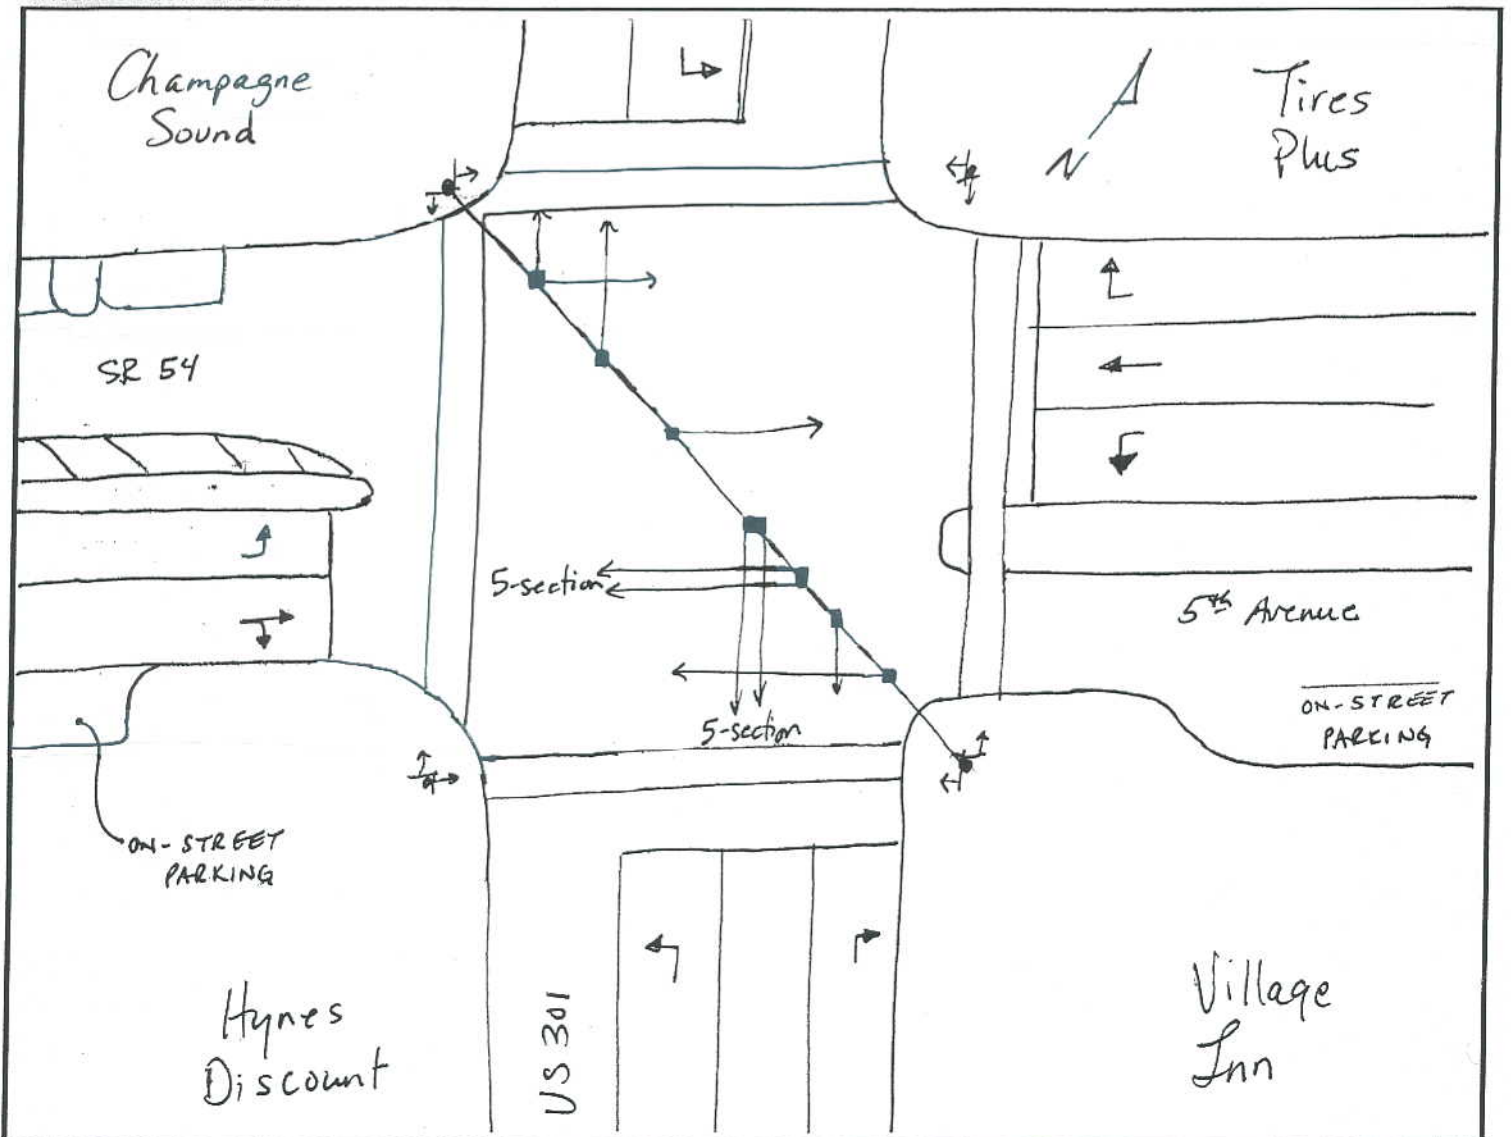 Champagne
Sound
Tires
Plus
N
SR 54
5-section
5th Avenue
5-section
ON-STREET
PARKING
ON-STREET
PARKING
Hynes
Discount
US 301
Village
Inn